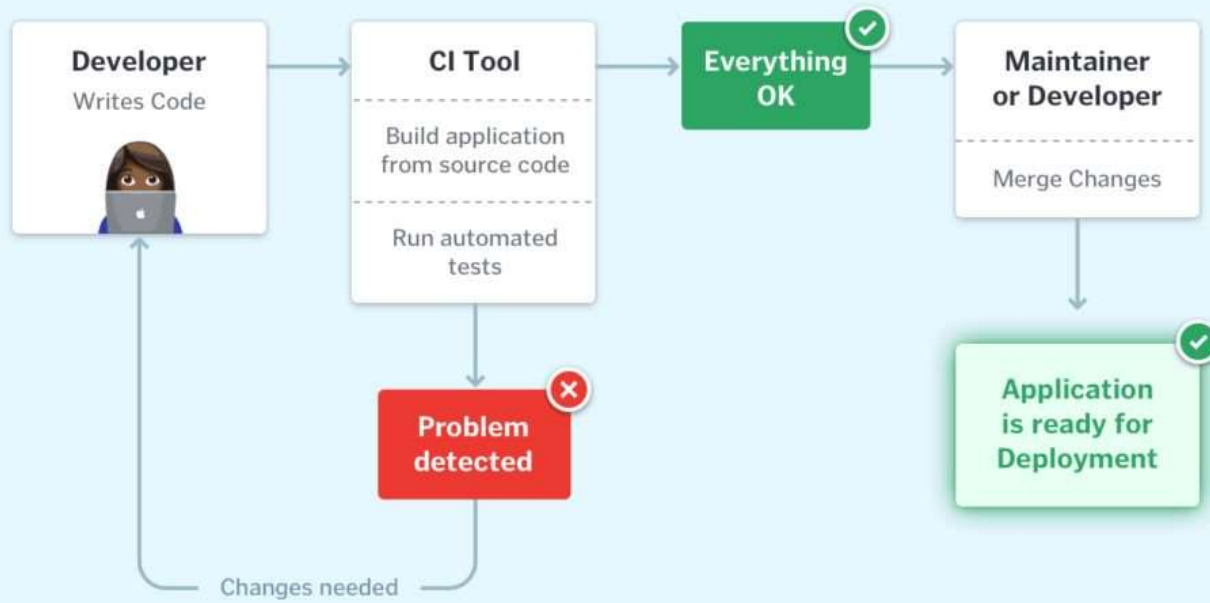 Developer
Writes Code
CI Tool
Build application
from source code
Run automated
tests
Everything
OK
Maintainer
or Developer
Merge Changes
Problem
detected
Changes needed
Application
is ready for
Deployment